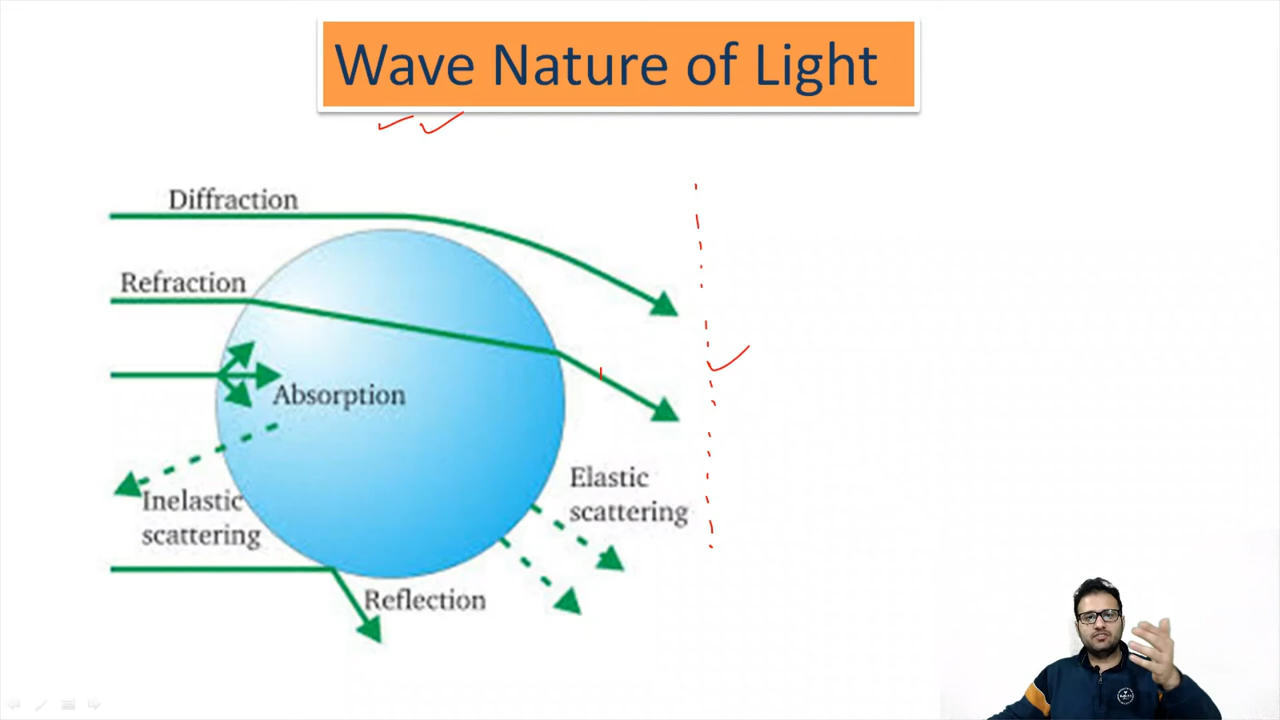 Wave Nature of Light
Diffraction
Refraction
Absorption
Inelastic
scattering
Elastic
scattering
Reflection